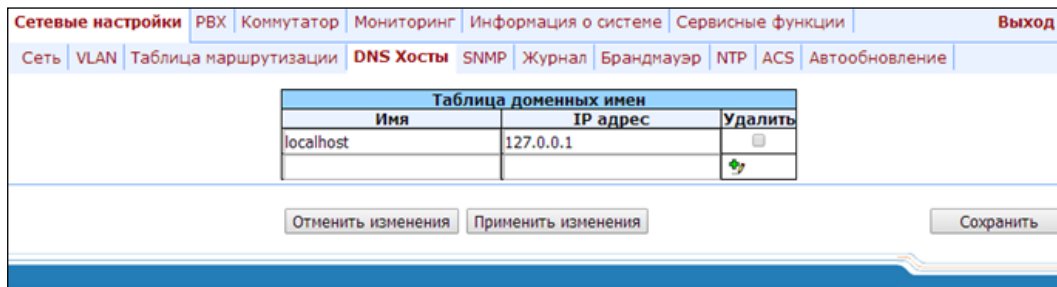 Сетевые настройки PBX Коммутатор Мониторинг Информация о системе Сервисные функции Выход
Сеть VLAN Таблица маршрутизации DNS Хосты SNMP Журнал Брандмауэр NTP ACS Автообновление
Таблица доменных имен
Имя IP адрес Удалить
localhost 127.0.0.1
Отменить изменения Применить изменения Сохранить